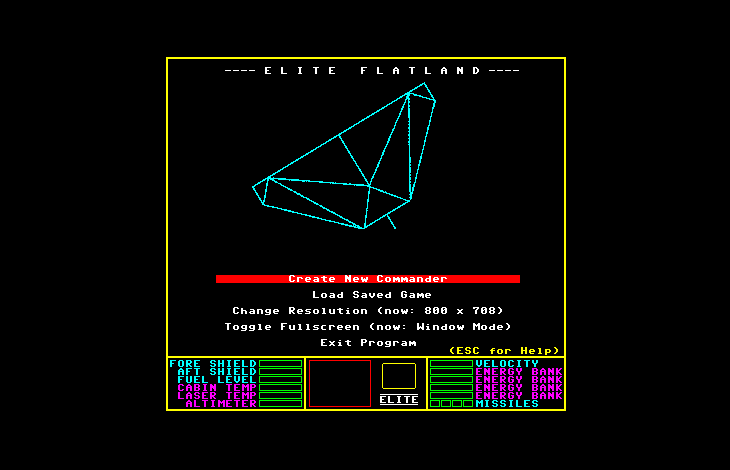 ---- ELITE FLATLAND ----
Create New Commander
Load Saved Game
Change Resolution (now: 800 x 708)
Toggle Fullscreen (now: Window Mode)
Exit Program
(ESC for Help)
FORE SHIELD
AFT SHIELD
FUEL LEVEL
CABIN TEMP
LASER TEMP
ALTIMETER
ELITE
VELOCITY
ENERGY BANK
ENERGY BANK
ENERGY BANK
ENERGY BANK
MISSILES